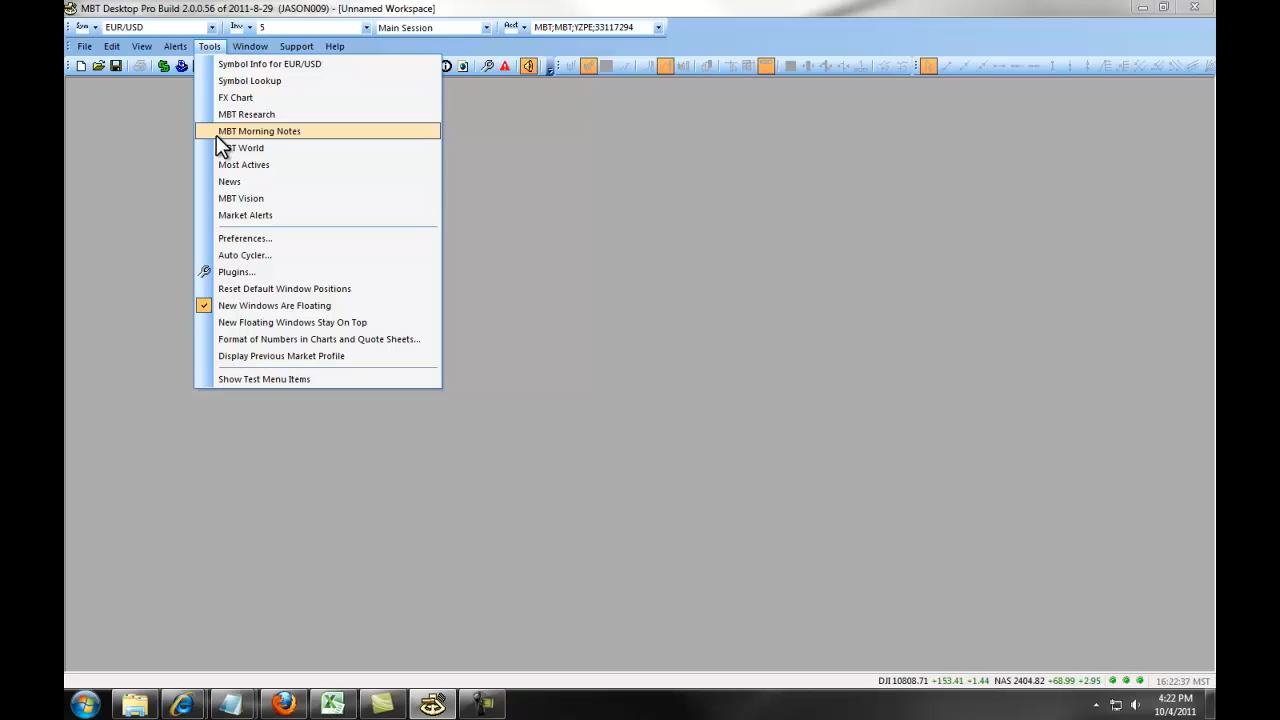 MBT Desktop Pro Build 2.0.0.56 of 2011-8-29 (JASON009) - [Unnamed Workspace]
Sym EUR/USD Inv 5 Main Session Acct MBT;MBT;YZPE;33117294
File Edit View Alerts Tools Window Support Help
Symbol Info for EUR/USD
Symbol Lookup
FX Chart
MBT Research
MBT Morning Notes
World
Most Actives
News
MBT Vision
Market Alerts
Preferences...
Auto Cycler...
Plugins...
Reset Default Window Positions
New Windows Are Floating
New Floating Windows Stay On Top
Format of Numbers in Charts and Quote Sheets...
Display Previous Market Profile
Show Test Menu Items
DJI 10808.71 +153.41 +1.44 NAS 2404.82 +68.99 +2.95 16:22:37 MST
4:22 PM
10/4/2011